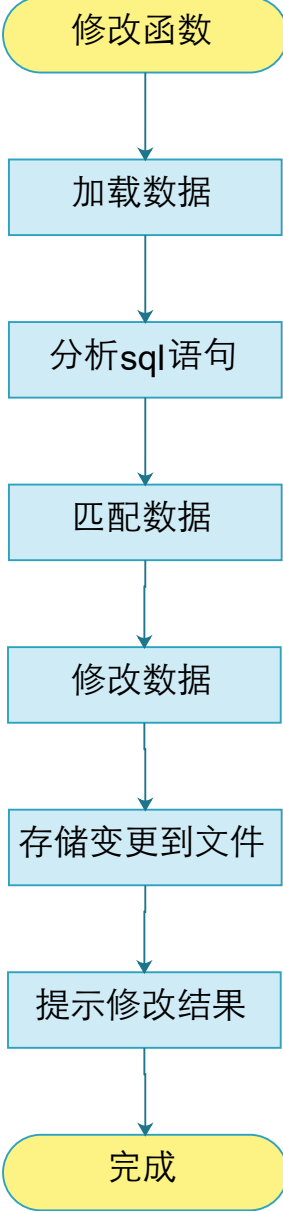 修改函数
加载数据
分析sql语句
匹配数据
修改数据
存储变更到文件
提示修改结果
完成